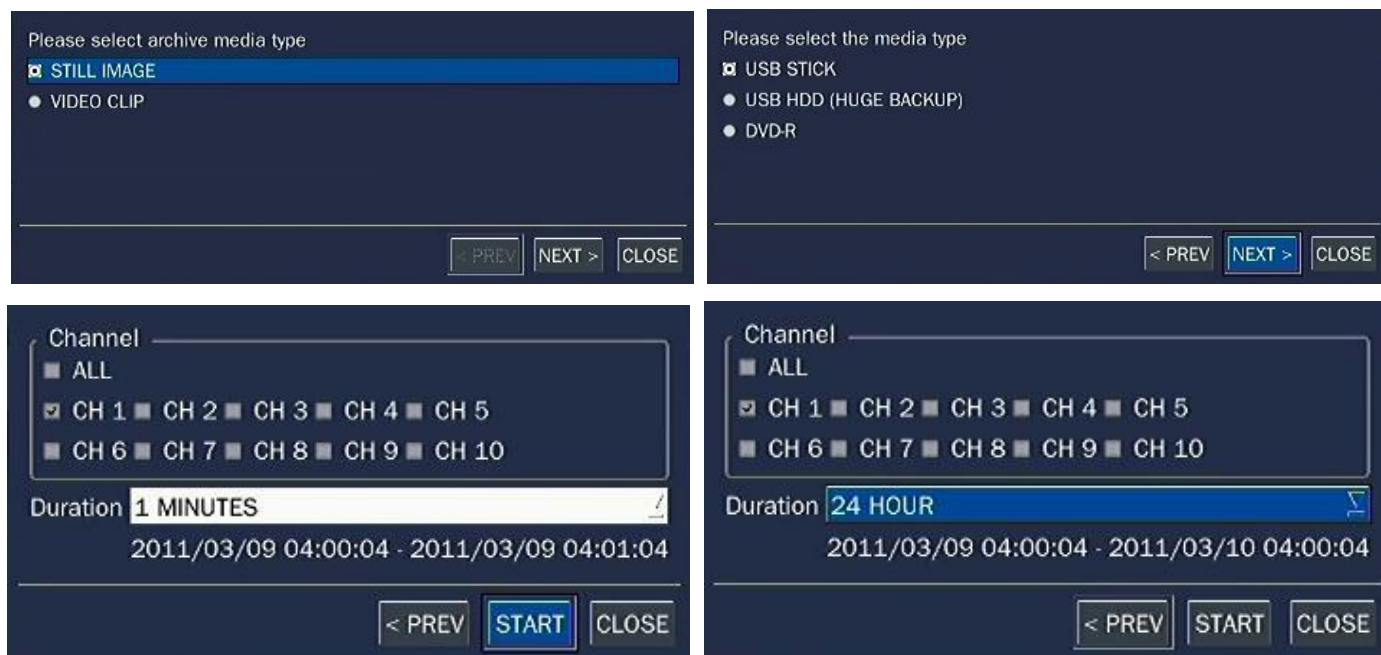 Please select archive media type
STILL IMAGE
VIDEO CLIP
< PREV NEXT > CLOSE
Please select the media type
USB STICK
USB HDD (HUGE BACKUP)
DVD-R
< PREV NEXT > CLOSE
Channel
ALL
CH 1 CH 2 CH 3 CH 4 CH 5
CH 6 CH 7 CH 8 CH 9 CH 10
Duration 1 MINUTES
2011/03/09 04:00:04 - 2011/03/09 04:01:04
< PREV START CLOSE
Channel
ALL
CH 1 CH 2 CH 3 CH 4 CH 5
CH 6 CH 7 CH 8 CH 9 CH 10
Duration 24 HOUR
2011/03/09 04:00:04 - 2011/03/10 04:00:04
< PREV START CLOSE